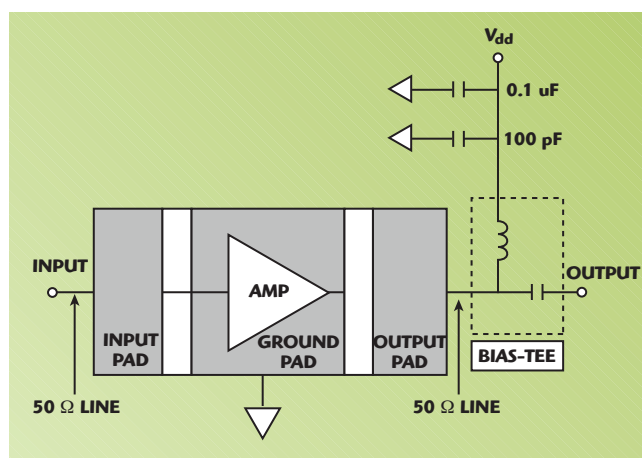 Vdd
0.1 uF
100 pF
INPUT
OUTPUT
AMP
INPUT
PAD
GROUND
PAD
OUTPUT
PAD
BIAS-TEE
50 Ω LINE
50 Ω LINE